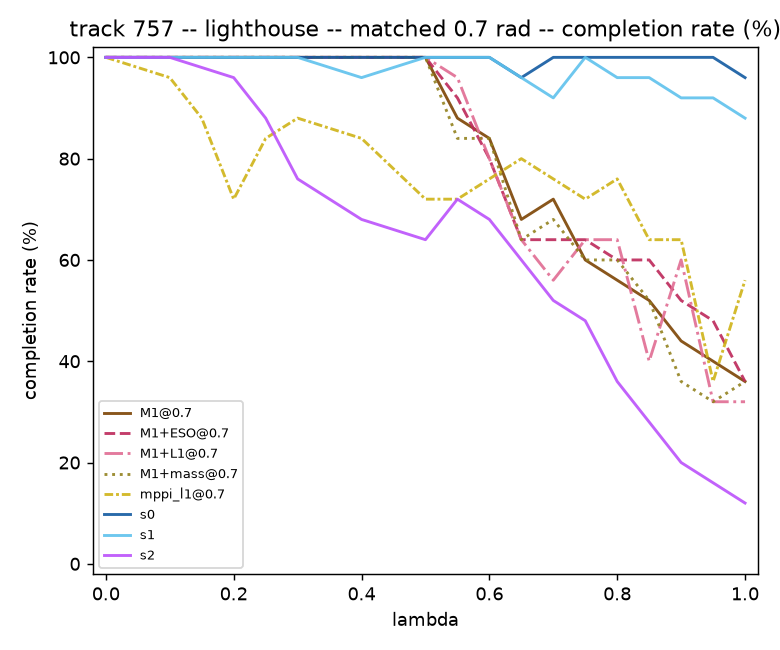 track 757 -- lighthouse -- matched 0.7 rad -- completion rate (%)
completion rate (%)
100
80
60
40
20
0
M1@0.7
M1+ESO@0.7
M1+L1@0.7
M1+mass@0.7
mppi_l1@0.7
s0
s1
s2
0.0 0.2 0.4 0.6 0.8 1.0
lambda